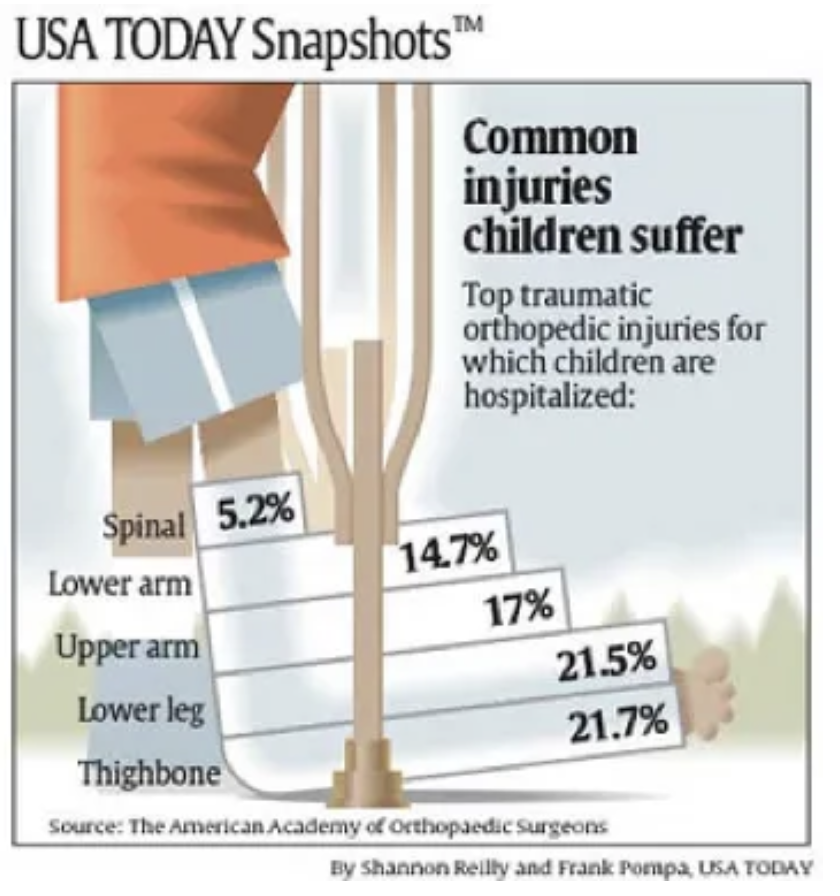 USA TODAY Snapshots™
Common
injuries
children suffer
Top traumatic
orthopedic injuries for
which children are
hospitalized:
Spinal 5.2%
Lower arm 14.7%
Upper arm 17%
Lower leg 21.5%
Thighbone 21.7%
Source: The American Academy of Orthopaedic Surgeons
By Shannon Reilly and Frank Pompa, USA TODAY